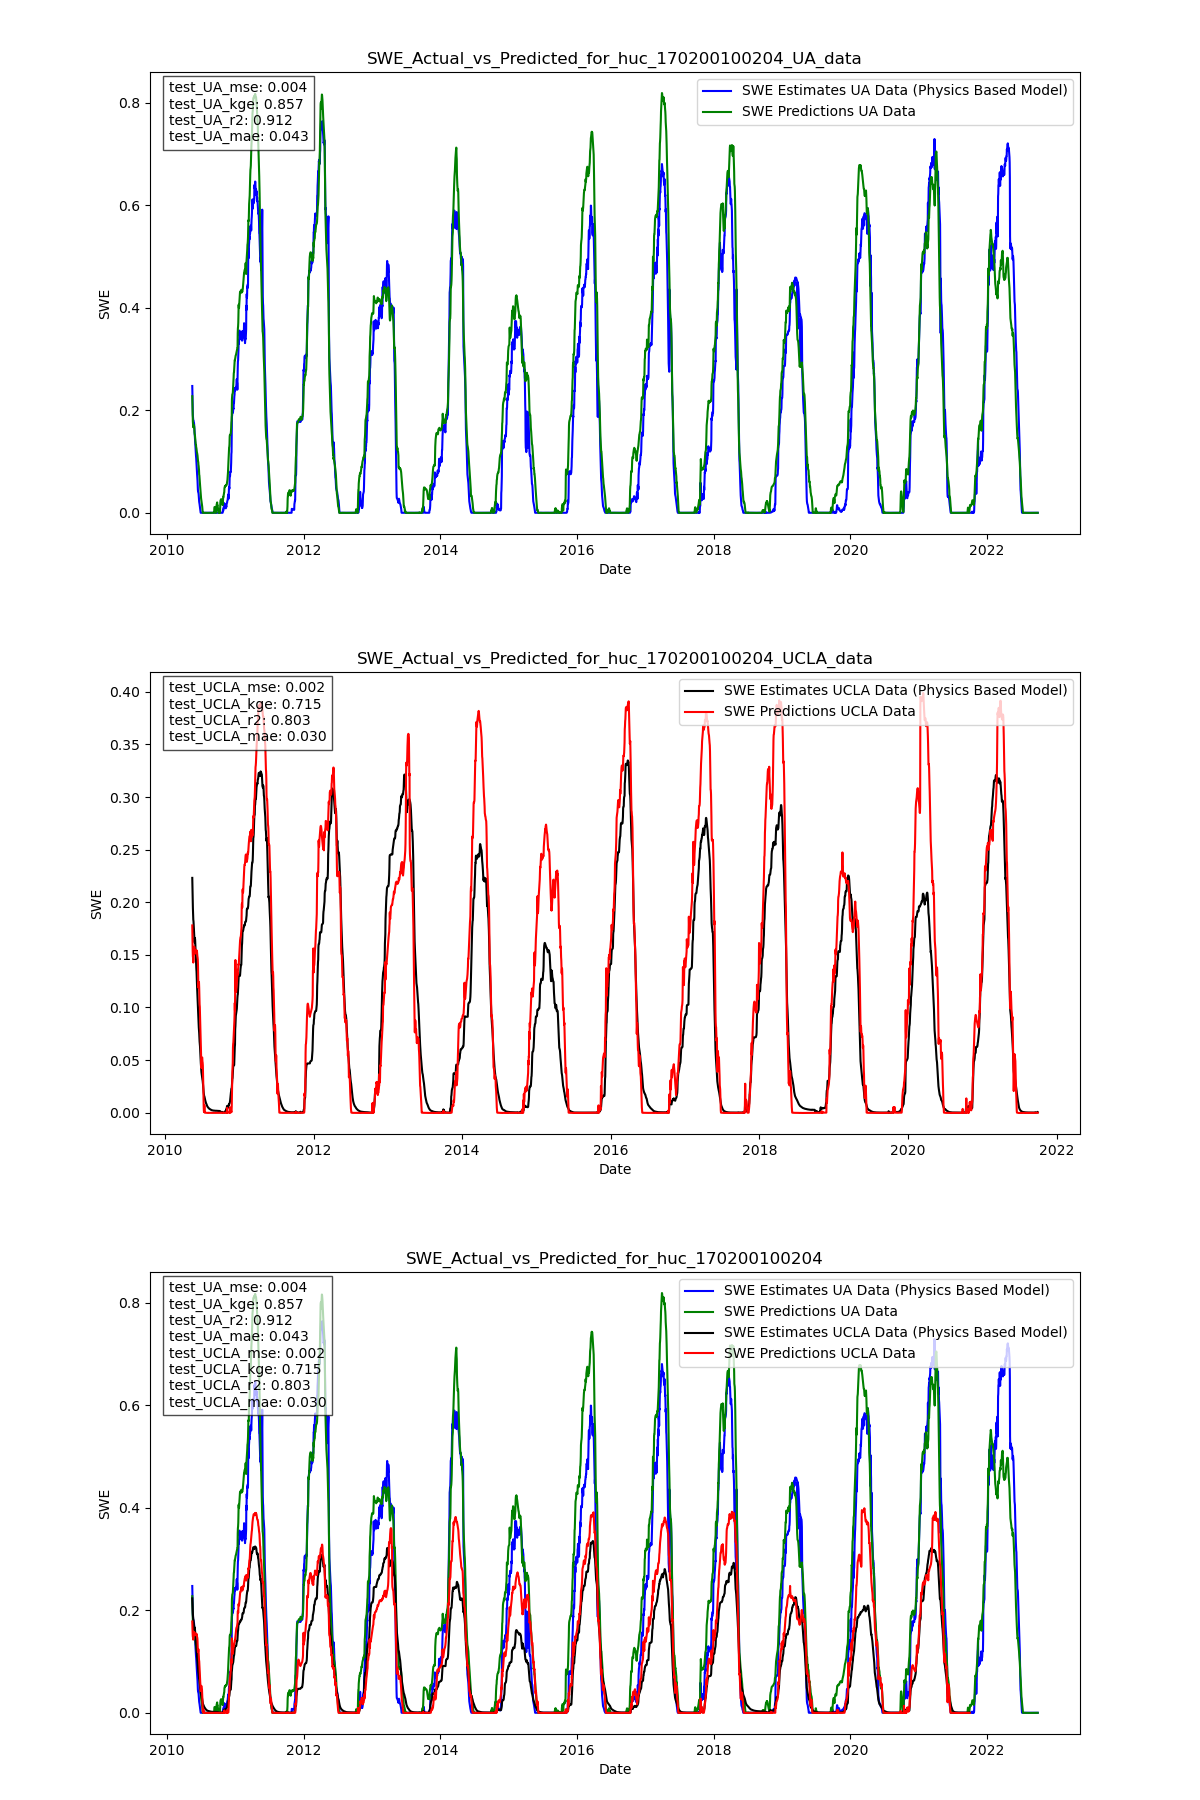 SWE_Actual_vs_Predicted_for_huc_170200100204_UA_data
test_UA_mse: 0.004
test_UA_kge: 0.857
test_UA_r2: 0.912
test_UA_mae: 0.043
SWE Estimates UA Data (Physics Based Model)
SWE Predictions UA Data
0.8
0.6
0.4
0.2
0.0
SWE
2010 2012 2014 2016 2018 2020 2022
Date
SWE_Actual_vs_Predicted_for_huc_170200100204_UCLA_data
test_UCLA_mse: 0.002
test_UCLA_kge: 0.715
test_UCLA_r2: 0.803
test_UCLA_mae: 0.030
SWE Estimates UCLA Data (Physics Based Model)
SWE Predictions UCLA Data
0.40
0.35
0.30
0.25
0.20
0.15
0.10
0.05
0.00
SWE
2010 2012 2014 2016 2018 2020 2022
Date
SWE_Actual_vs_Predicted_for_huc_170200100204
test_UA_mse: 0.004
test_UA_kge: 0.857
test_UA_r2: 0.912
test_UA_mae: 0.043
test_UCLA_mse: 0.002
test_UCLA_kge: 0.715
test_UCLA_r2: 0.803
test_UCLA_mae: 0.030
SWE Estimates UA Data (Physics Based Model)
SWE Predictions UA Data
SWE Estimates UCLA Data (Physics Based Model)
SWE Predictions UCLA Data
0.8
0.6
0.4
0.2
0.0
SWE
2010 2012 2014 2016 2018 2020 2022
Date